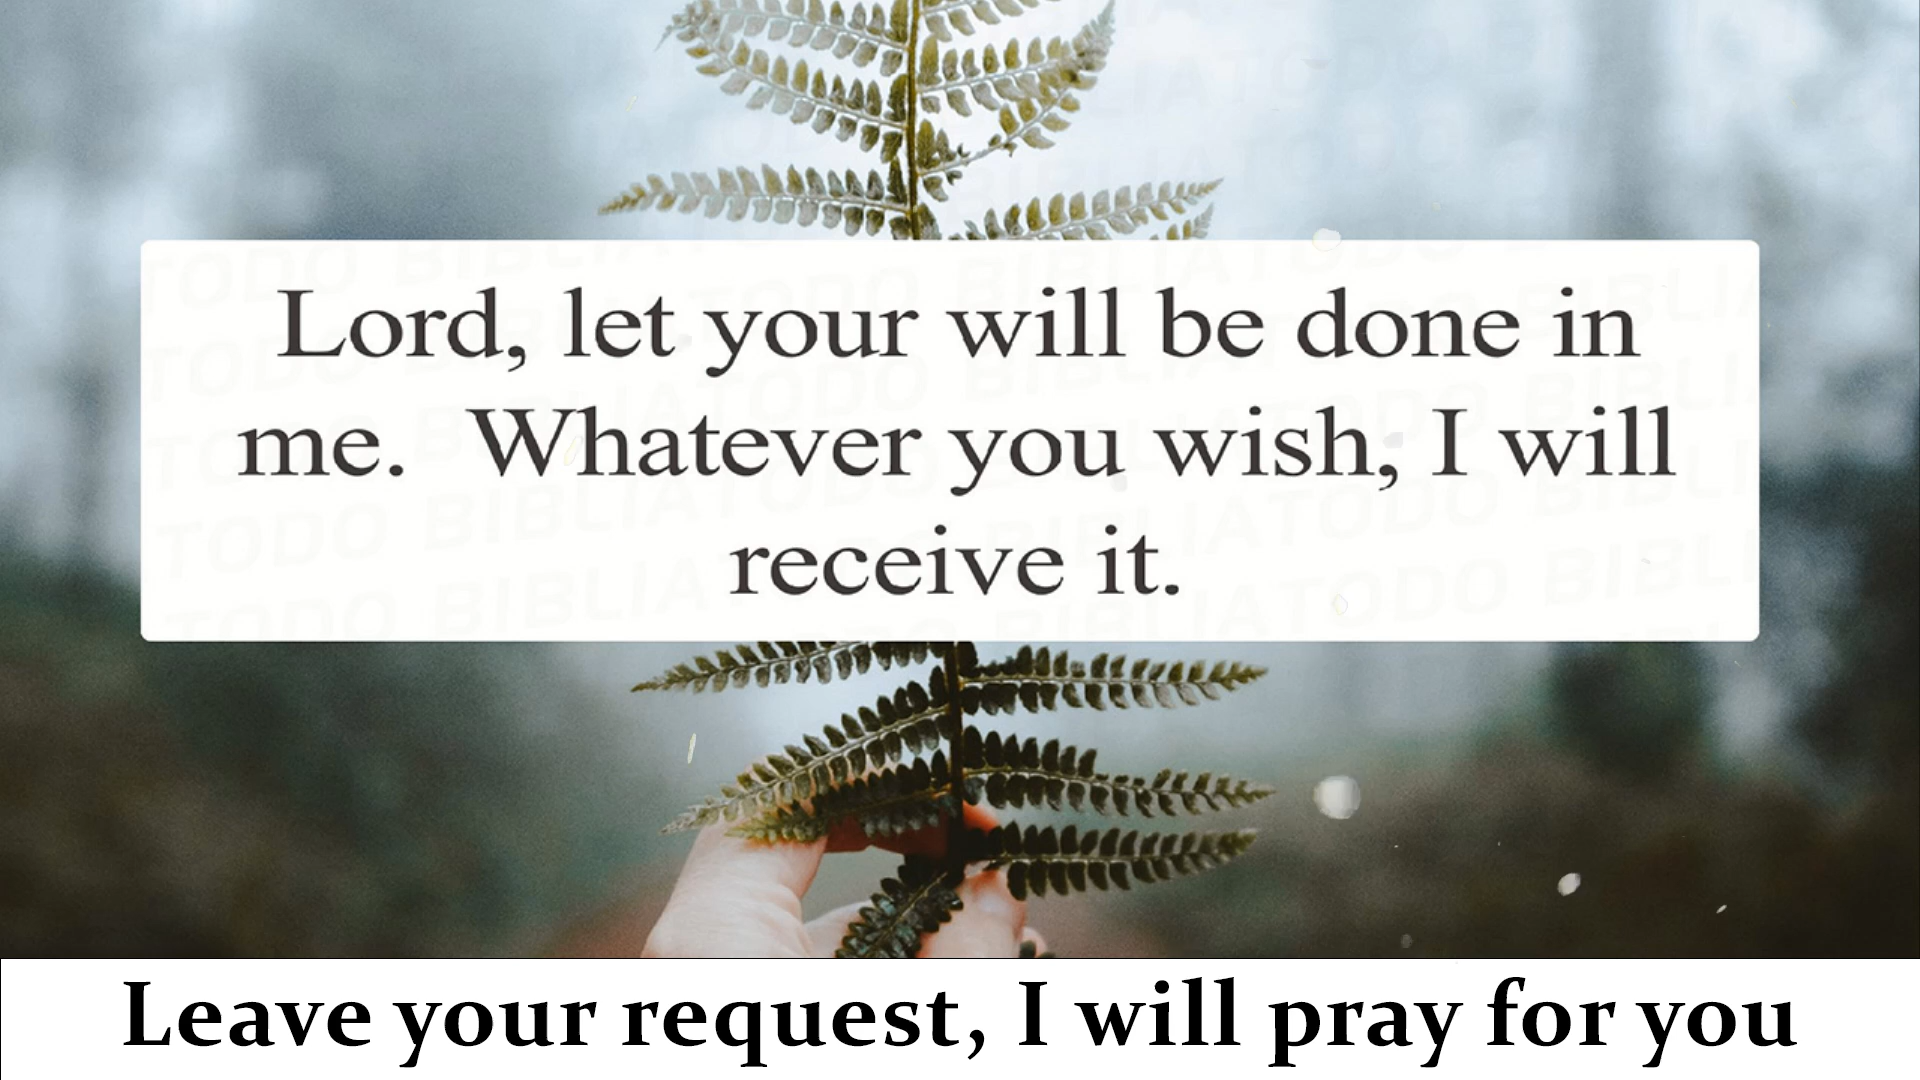 Lord, let your will be done in
me. Whatever you wish, I will
receive it.
Leave your request, I will pray for you